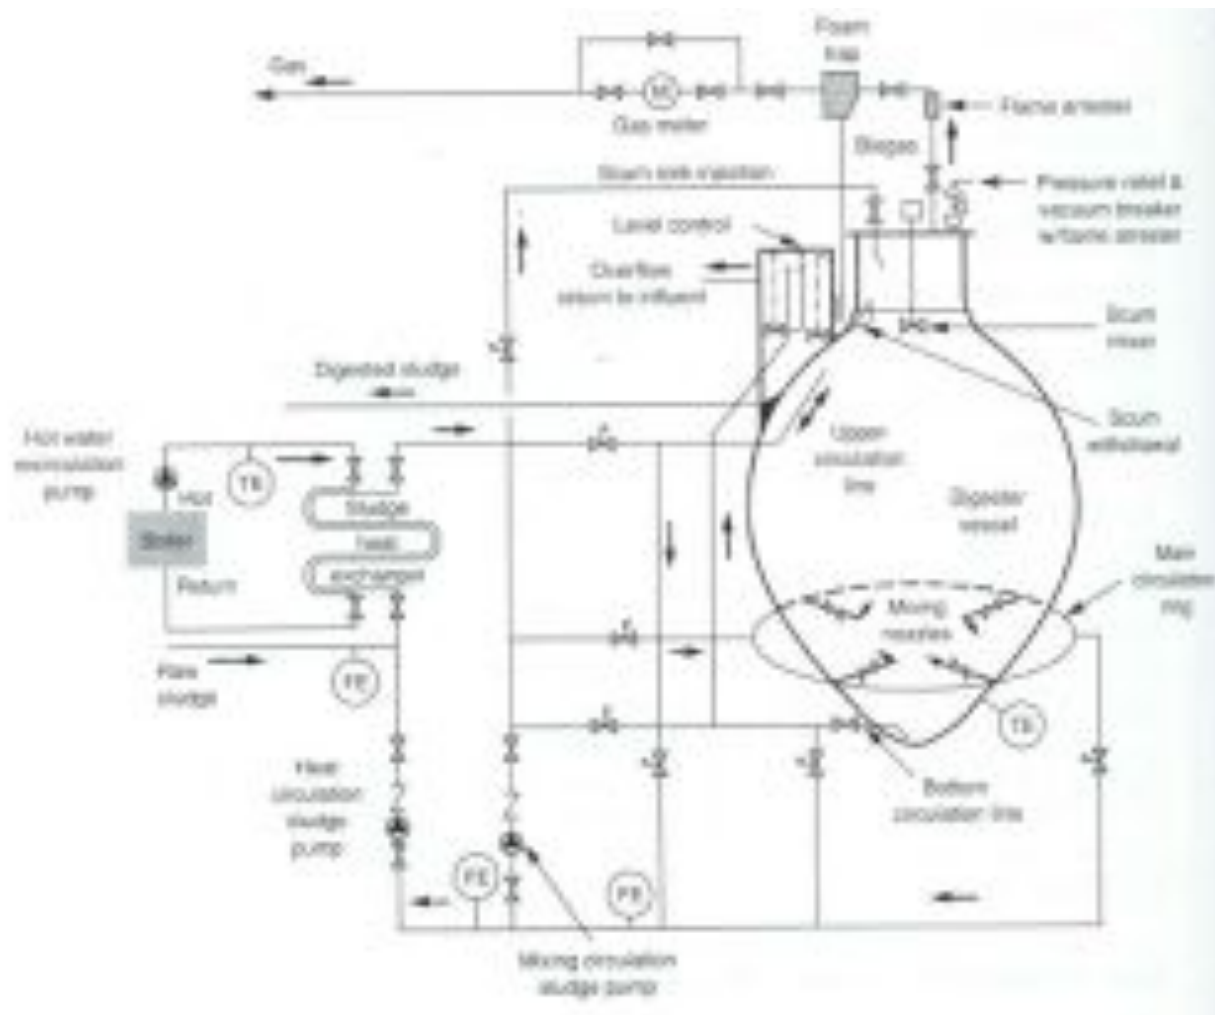 Foam
trap
Gas
M
Gas meter
Flame arrester
Biogas
Scum sink injection
Pressure relief &
vacuum breaker
w/flame arrester
Level control
Overflow
return to influent
Scum
mixer
Digested sludge
Scum
withdrawal
Hot water
recirculation
pump
TE
Upper
circulation
line
Hot
Sludge
heat
exchanger
Digester
vessel
Boiler
Return
Main
circulation
ring
Mixing
nozzles
Raw
sludge
FE
TE
Heat
circulation
sludge
pump
Bottom
circulation line
FE
FE
Mixing circulation
sludge pump